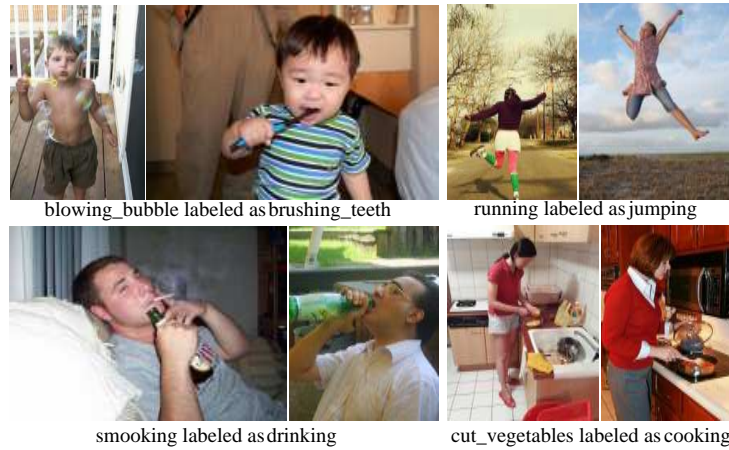 blowing_bubble labeled as brushing_teeth
running labeled as jumping
smooking labeled as drinking
cut_vegetables labeled as cooking